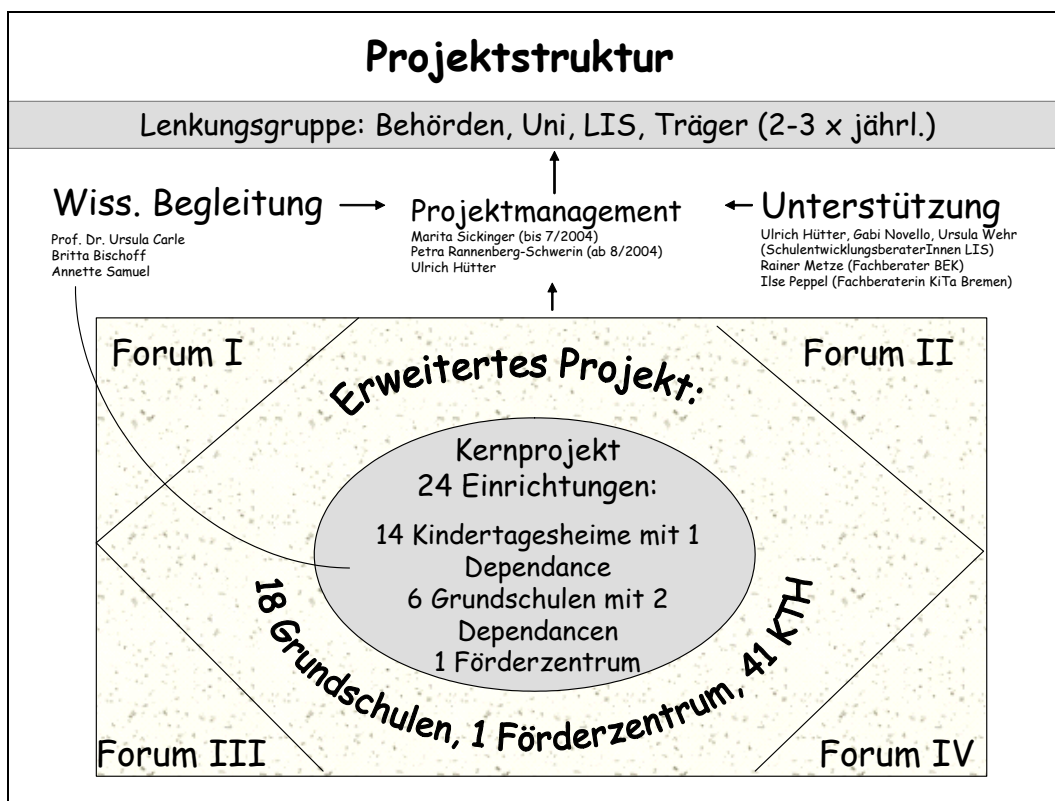 Projektstruktur
Lenkungsgruppe: Behörden, Uni, LIS, Träger (2-3 x jährl.)
Wiss. Begleitung
Prof. Dr. Ursula Carle
Britta Bischoff
Annette Samuel
Projektmanagement
Marita Sickinger (bis 7/2004)
Petra Rannenberg-Schwerin (ab 8/2004)
Ulrich Hütter
Unterstützung
Ulrich Hütter, Gabi Novello, Ursula Wehr
(SchulentwicklungsberaterInnen LIS)
Rainer Metze (Fachberater BEK)
Ilse Peppel (Fachberaterin KiTa Bremen)
Forum I
Forum II
Erweitertes Projekt:
Kernprojekt
24 Einrichtungen:
14 Kindertagesheime mit 1
Dependance
6 Grundschulen mit 2
Dependancen
1 Förderzentrum
18 Grundschulen, 1 Förderzentrum, 41 KTH
Forum III
Forum IV